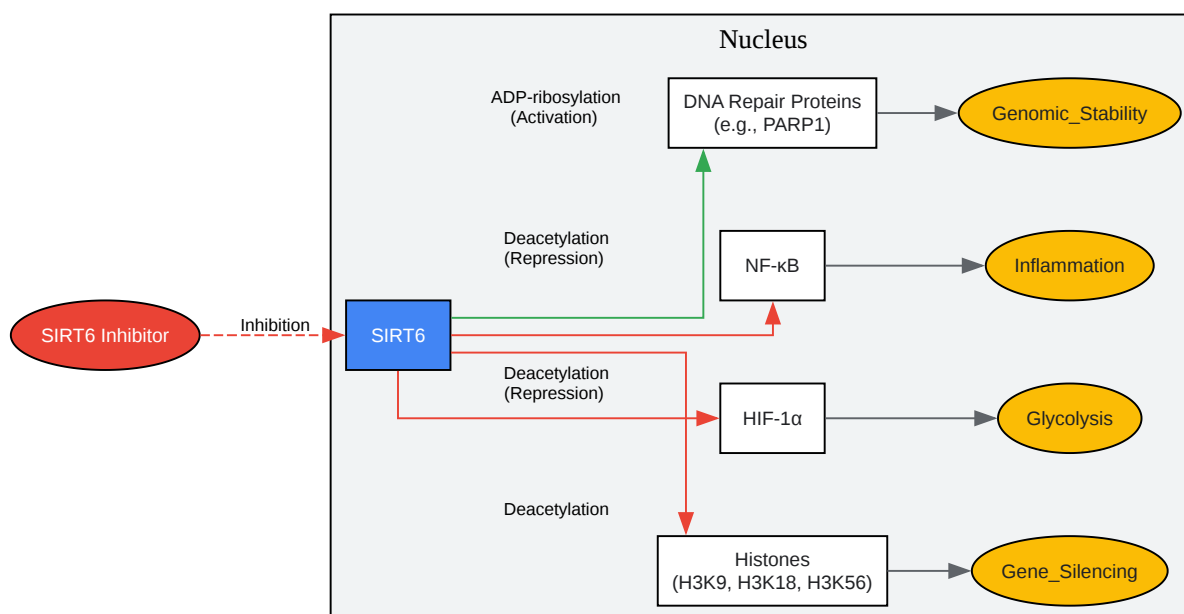 Nucleus
ADP-ribosylation
(Activation)
DNA Repair Proteins
(e.g., PARP1)
Genomic_Stability
Deacetylation
(Repression)
NF-κB
Inflammation
SIRT6 Inhibitor
Inhibition
SIRT6
Deacetylation
(Repression)
HIF-1α
Glycolysis
Deacetylation
Histones
(H3K9, H3K18, H3K56)
Gene_Silencing